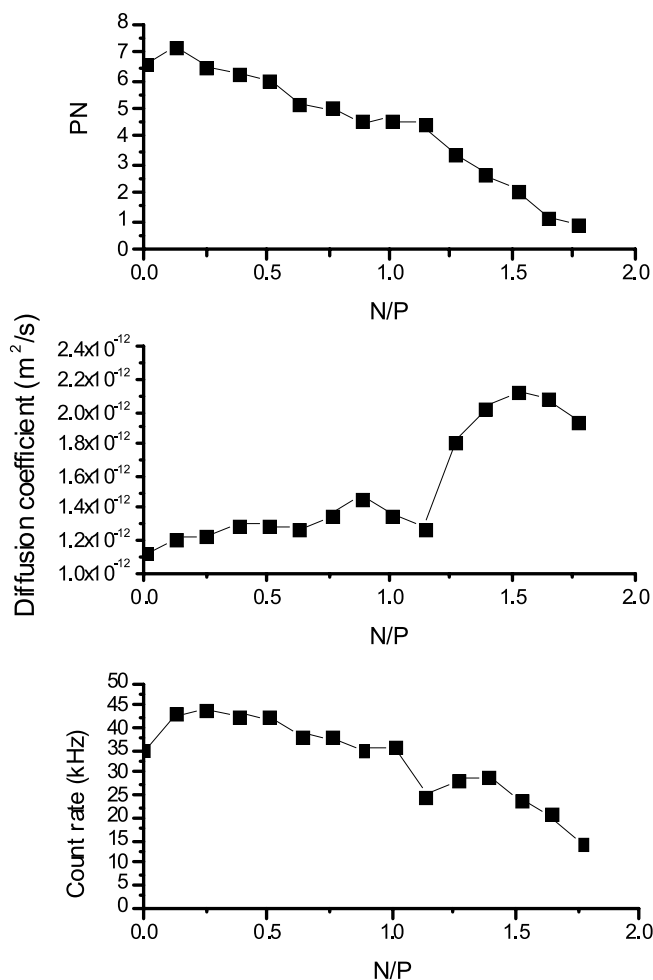 8
7
6
5
4
3
2
1
0
PN
0.0 0.5 1.0 1.5 2.0
N/P
2.4x10⁻¹²
2.2x10⁻¹²
2.0x10⁻¹²
1.8x10⁻¹²
1.6x10⁻¹²
1.4x10⁻¹²
1.2x10⁻¹²
1.0x10⁻¹²
Diffusion coefficient (m²/s)
0.0 0.5 1.0 1.5 2.0
N/P
50
45
40
35
30
25
20
15
10
5
0
Count rate (kHz)
0.0 0.5 1.0 1.5 2.0
N/P